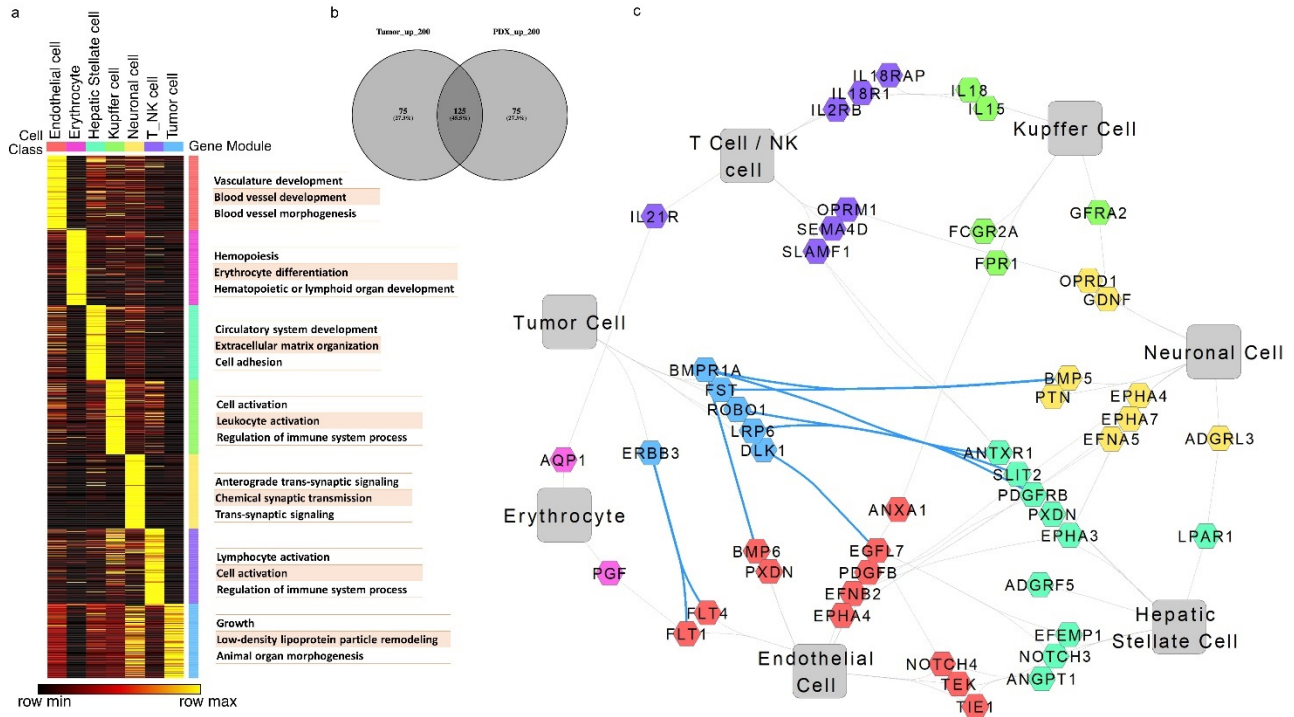 a
Endothelial cell
Erythrocyte
Hepatic Stellate cell
Kupffer cell
Neuronal cell
T_NK cell
Tumor cell
Cell
Class
Gene Module
Vasculature development
Blood vessel development
Blood vessel morphogenesis
Hemopoiesis
Erythrocyte differentiation
Hematopoietic or lymphoid organ development
Circulatory system development
Extracellular matrix organization
Cell adhesion
Cell activation
Leukocyte activation
Regulation of immune system process
Anterograde trans-synaptic signaling
Chemical synaptic transmission
Trans-synaptic signaling
Lymphocyte activation
Cell activation
Regulation of immune system process
Growth
Low-density lipoprotein particle remodeling
Animal organ morphogenesis
row min
row max
b
Tumor_up_200
PDX_up_200
75
(27.3%)
125
(45.5%)
75
(27.3%)
c
IL18RAP
IL18R1
IL2RB
IL18
IL15
Kupffer Cell
T Cell / NK
cell
IL21R
OPRM1
SEMA4D
SLAMF1
FCGR2A
FPR1
GFRA2
OPRD1
GDNF
Tumor Cell
Neuronal Cell
BMPR1A
FST
ROBO1
LRP6
DLK1
BMP5
PTN
EPHA4
EPHA7
EFNA5
ADGRL3
ERBB3
AQP1
Erythrocyte
PGF
ANTXR1
SLIT2
PDGFRB
PXDN
EPHA3
LPAR1
ANXA1
BMP6
PXDN
EGFL7
PDGFB
EFNB2
EPHA4
FLT4
FLT1
ADGRF5
Hepatic
Stellate Cell
EFEMP1
NOTCH3
ANGPT1
Endothelial
Cell
NOTCH4
TEK
TIE1